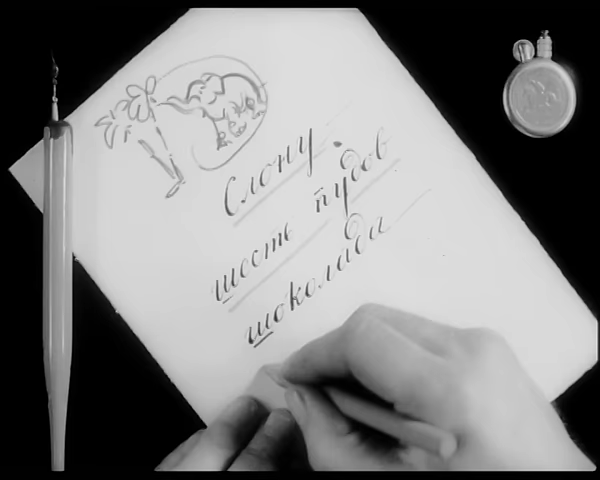 Слону
шесть пудов
шоколада